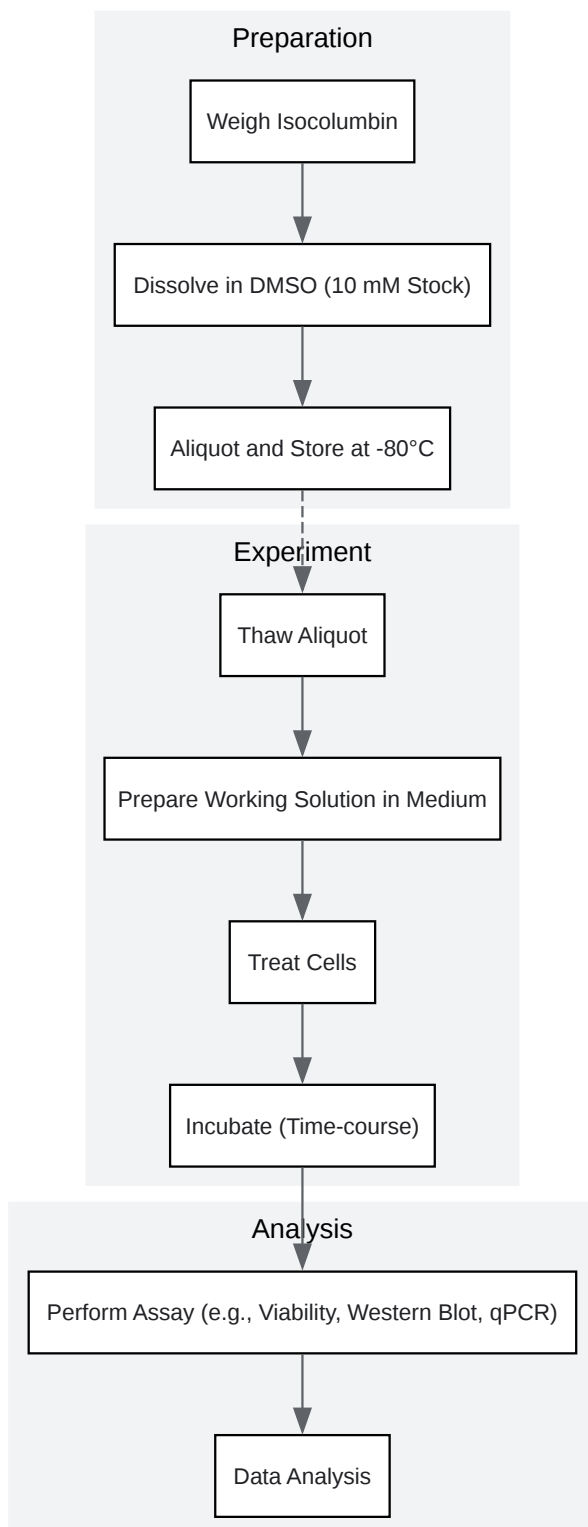 Preparation
Weigh Isocolumbin
Dissolve in DMSO (10 mM Stock)
Aliquot and Store at -80°C
Experiment
Thaw Aliquot
Prepare Working Solution in Medium
Treat Cells
Incubate (Time-course)
Analysis
Perform Assay (e.g., Viability, Western Blot, qPCR)
Data Analysis